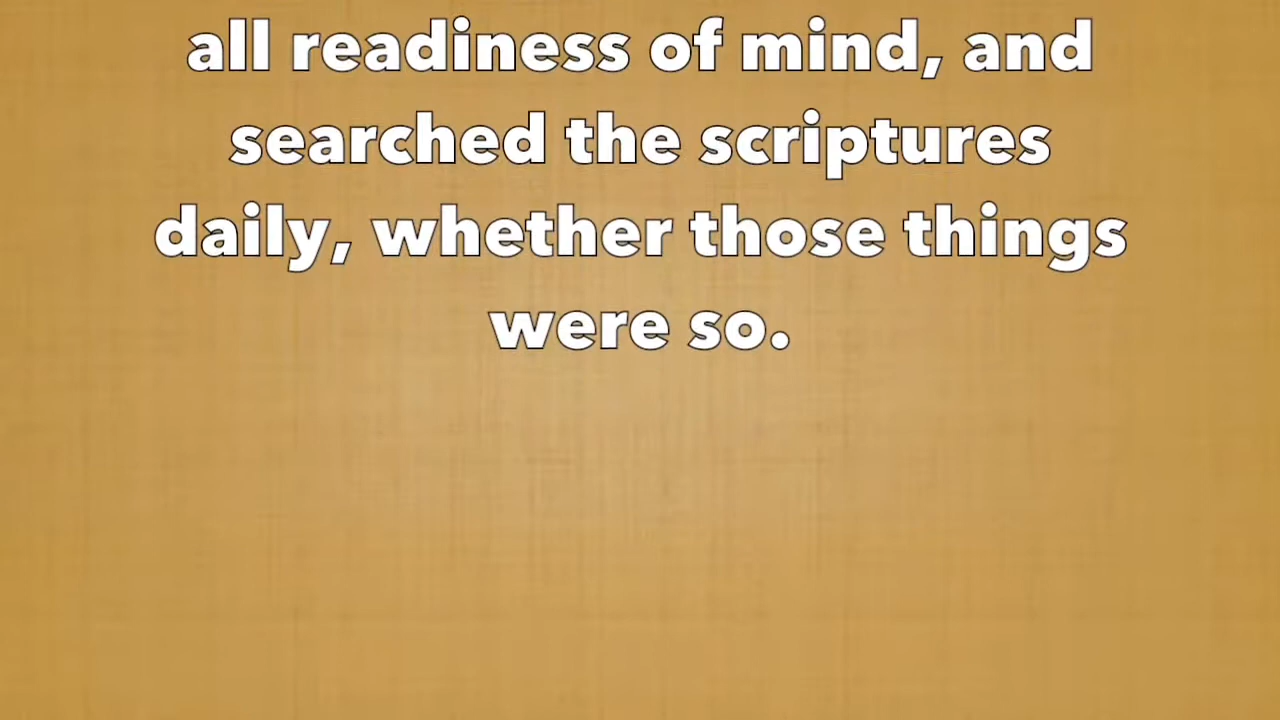 all readiness of mind, and
searched the scriptures
daily, whether those things
were so.